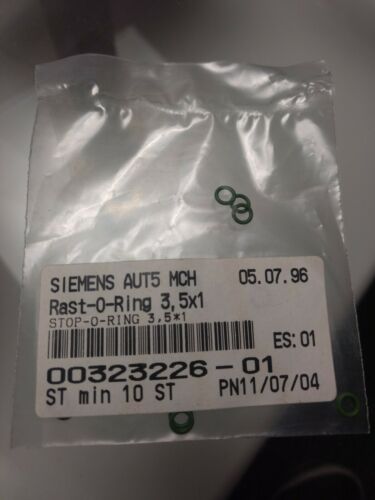 SIEMENS AUT5 MCH 05.07.96
Rast-O-Ring 3,5x1
STOP-O-RING 3,5*1
ES: 01
00323226-01
ST min 10 ST PN11/07/04